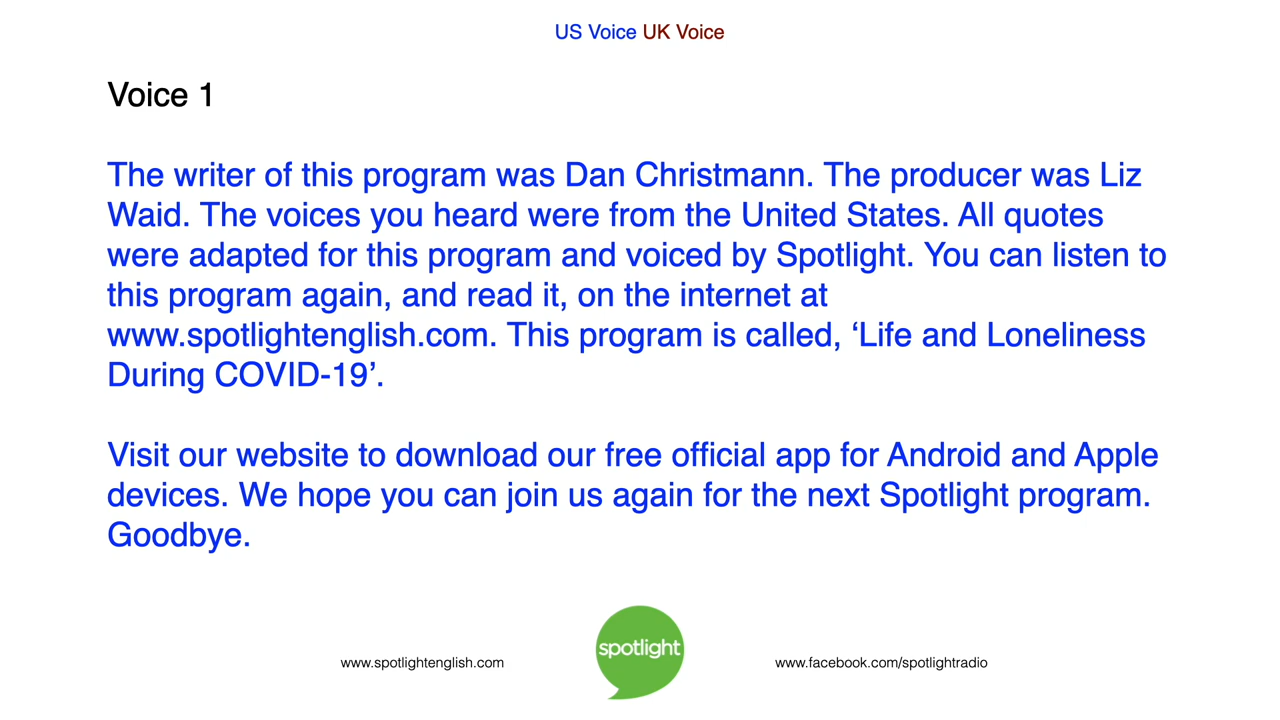 US Voice UK Voice
Voice 1
The writer of this program was Dan Christmann. The producer was Liz
Waid. The voices you heard were from the United States. All quotes
were adapted for this program and voiced by Spotlight. You can listen to
this program again, and read it, on the internet at
www.spotlightenglish.com. This program is called, ‘Life and Loneliness
During COVID-19’.
Visit our website to download our free official app for Android and Apple
devices. We hope you can join us again for the next Spotlight program.
Goodbye.
www.spotlightenglish.com
spotlight
www.facebook.com/spotlightradio